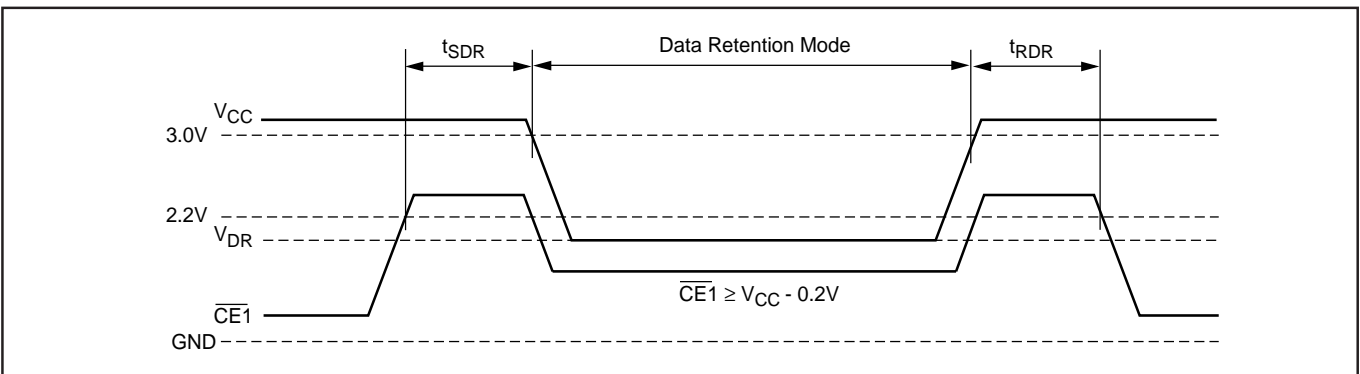 tSDR
Data Retention Mode
tRDR
VCC
3.0V
2.2V
VDR
CE1 ≥ VCC - 0.2V
CE1
GND